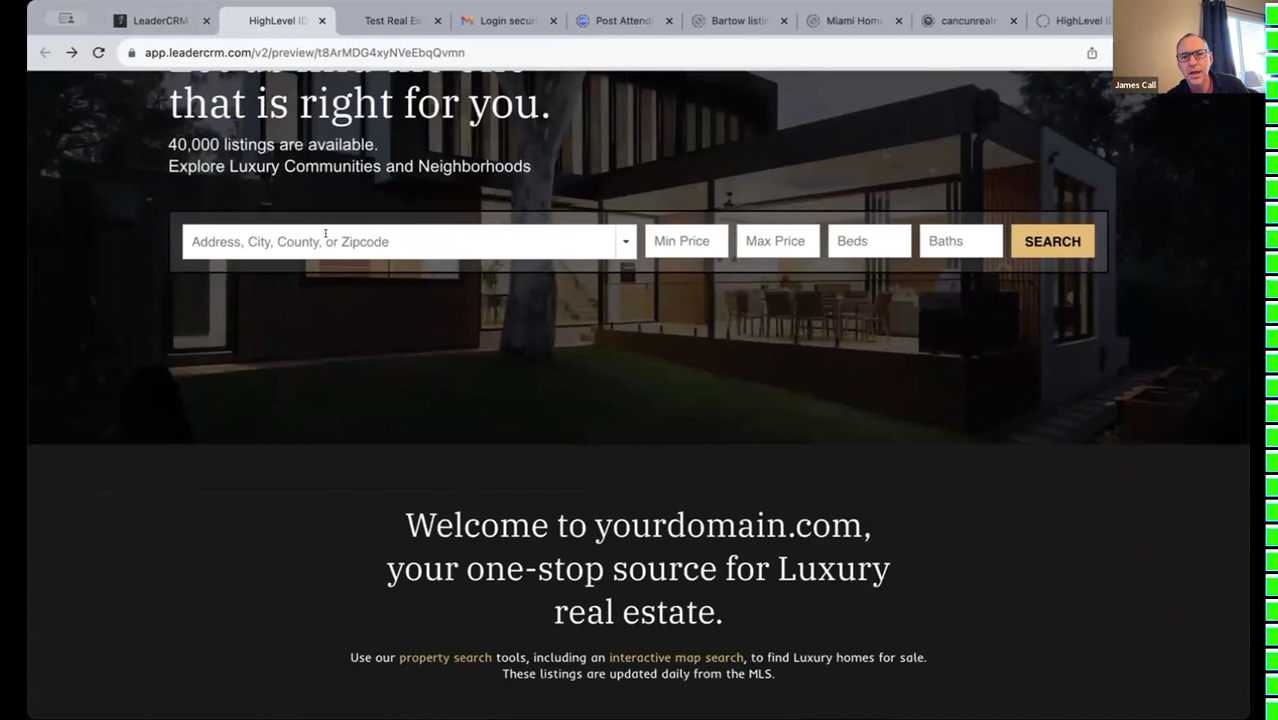 LeaderCRM
HighLevel ID
Test Real Es
Login secur
Post Attend
Bartow listi
Miami Hom
cancunrealc
HighLevel ID
app.leadercrm.com/v2/preview/t8ArMDG4xyNVeEbqQvmn
James Call
that is right for you.
40,000 listings are available.
Explore Luxury Communities and Neighborhoods
Address, City, County, or Zipcode
Min Price
Max Price
Beds
Baths
SEARCH
Welcome to yourdomain.com,
your one-stop source for Luxury
real estate.
Use our property search tools, including an interactive map search, to find Luxury homes for sale.
These listings are updated daily from the MLS.